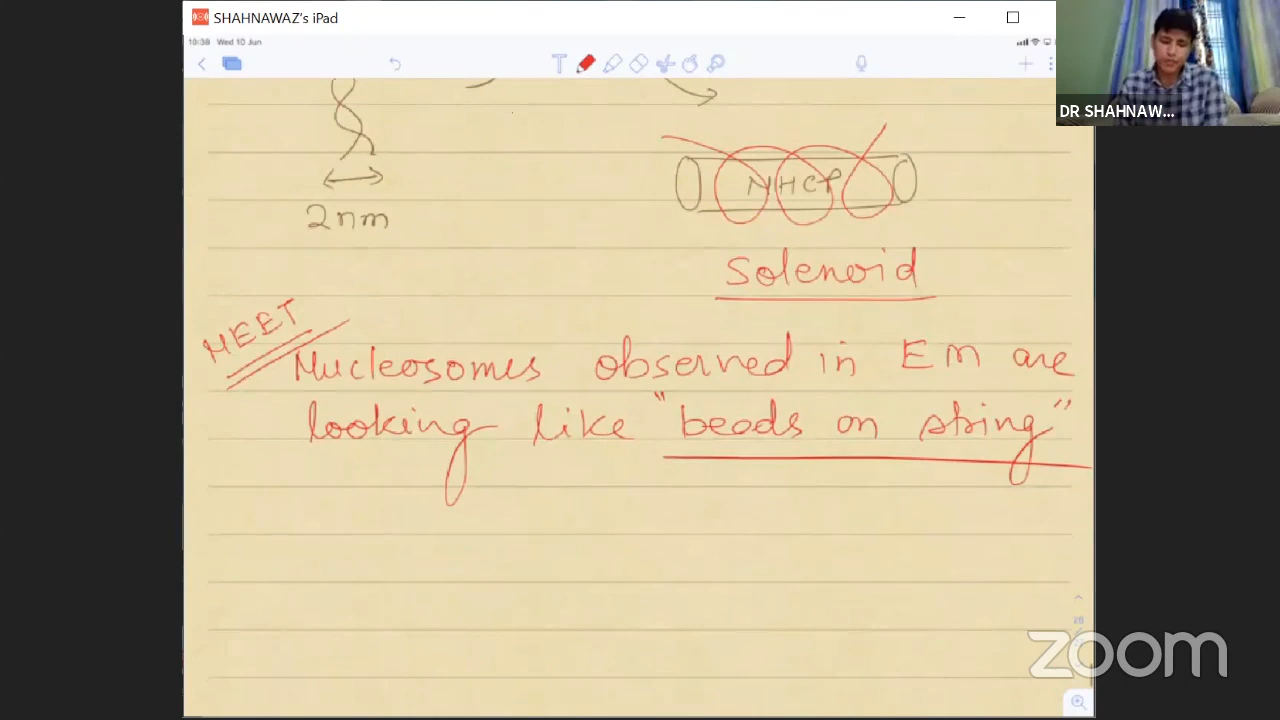 SHAHNAWAZ's iPad
18:38 Wed 10 Jun
DR SHAHNAW...
T
2nm
NHCP
Solenoid
NEET
Nucleosomes observed in EM are
looking like "beads on string"
zoom